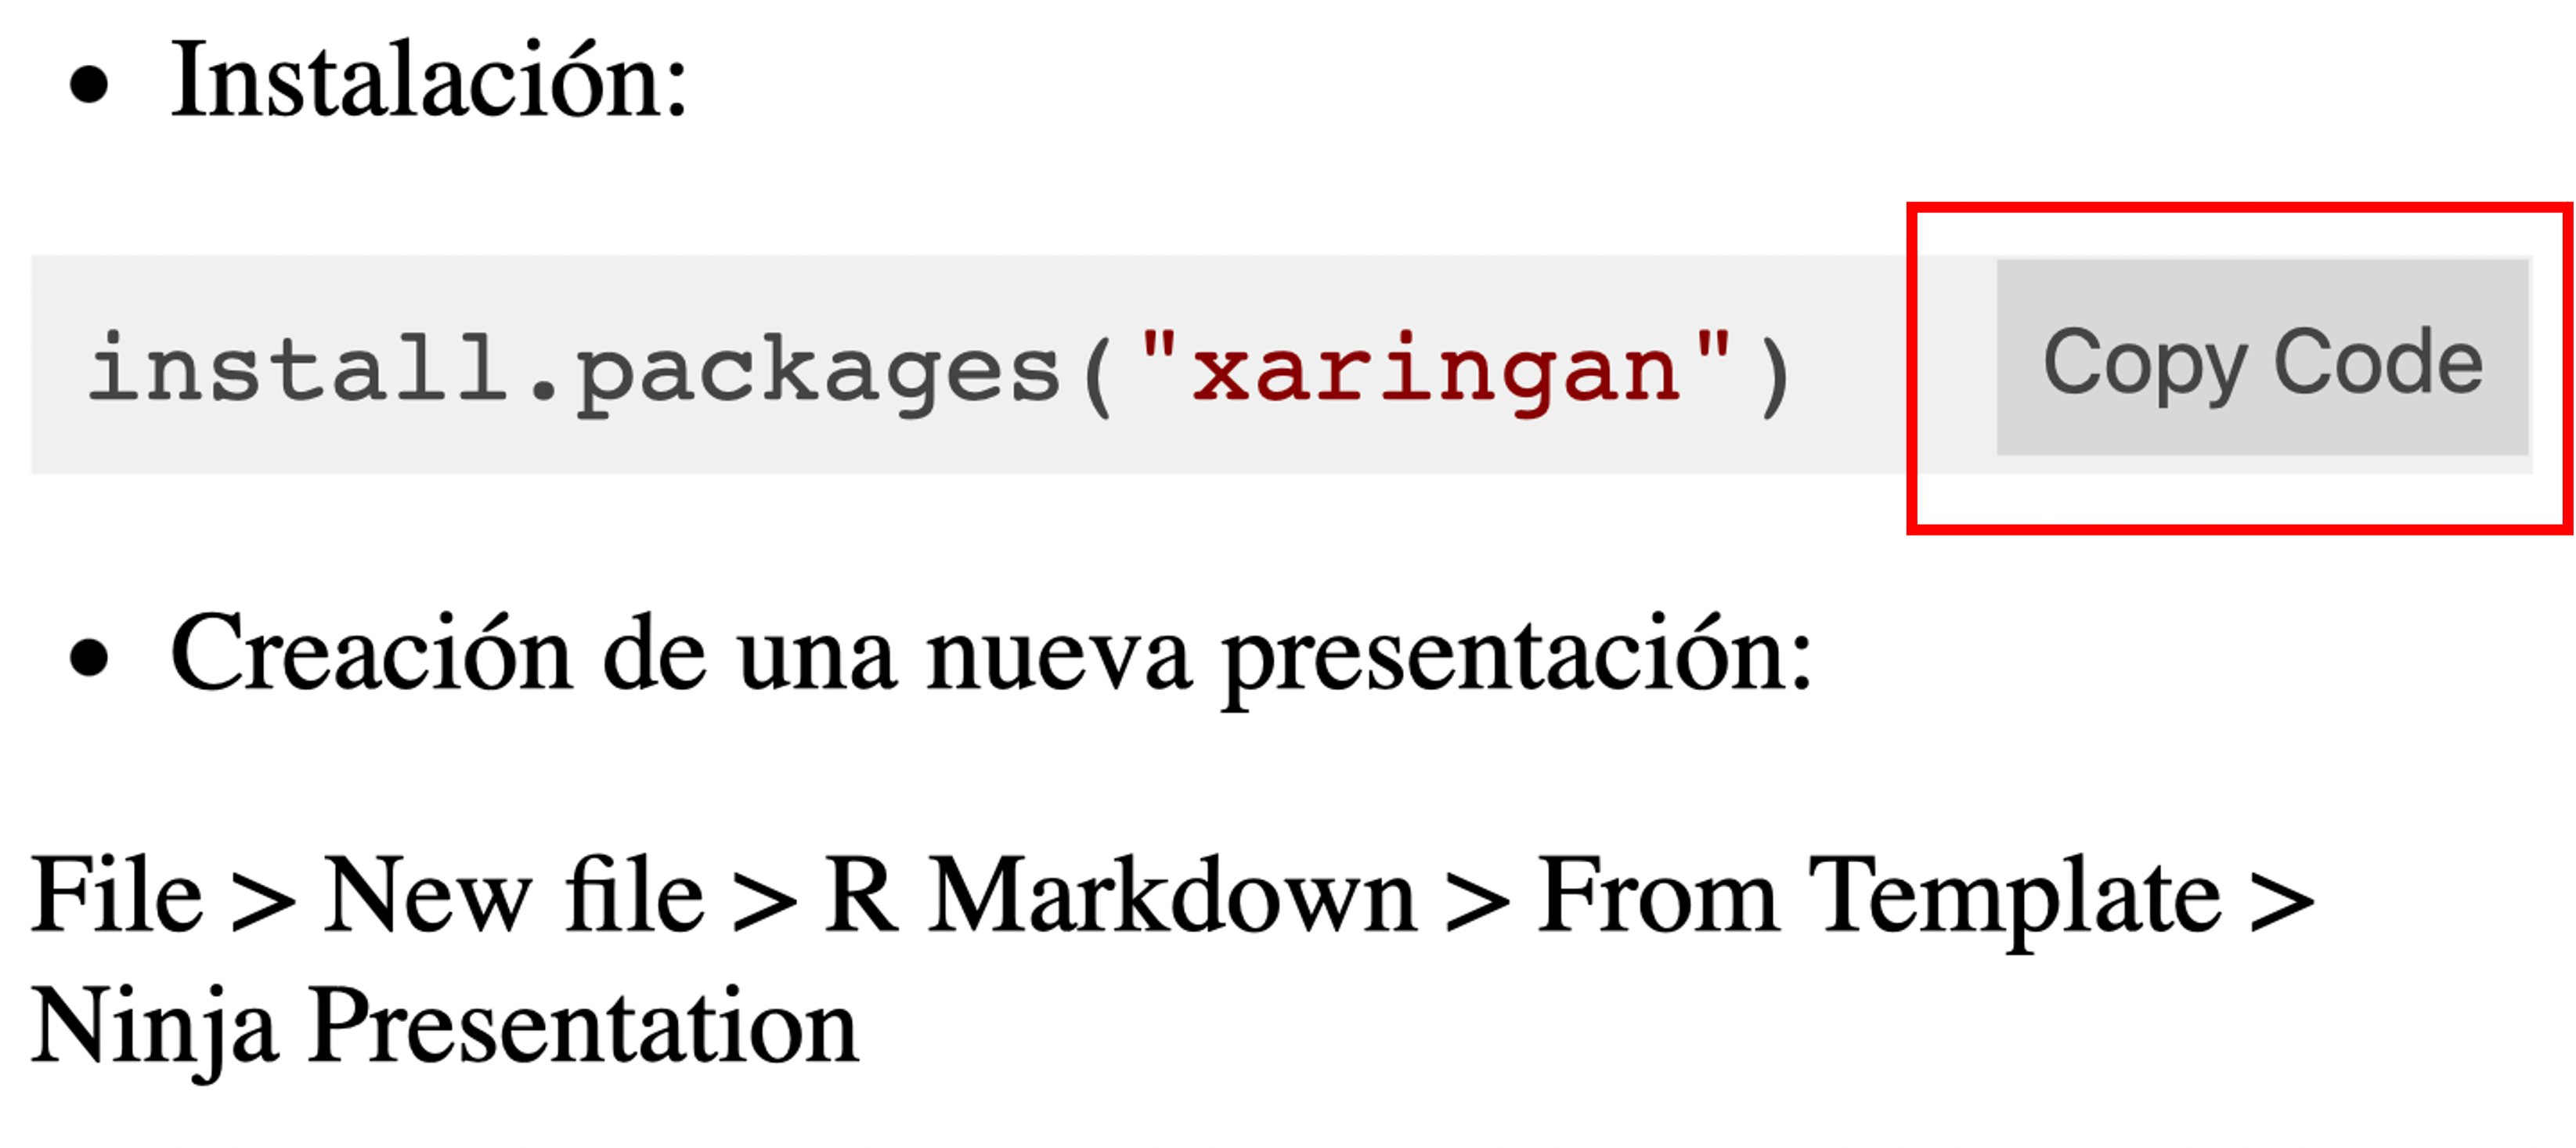 • Instalación:
install.packages("xaringan") Copy Code
• Creación de una nueva presentación:
File > New file > R Markdown > From Template >
Ninja Presentation